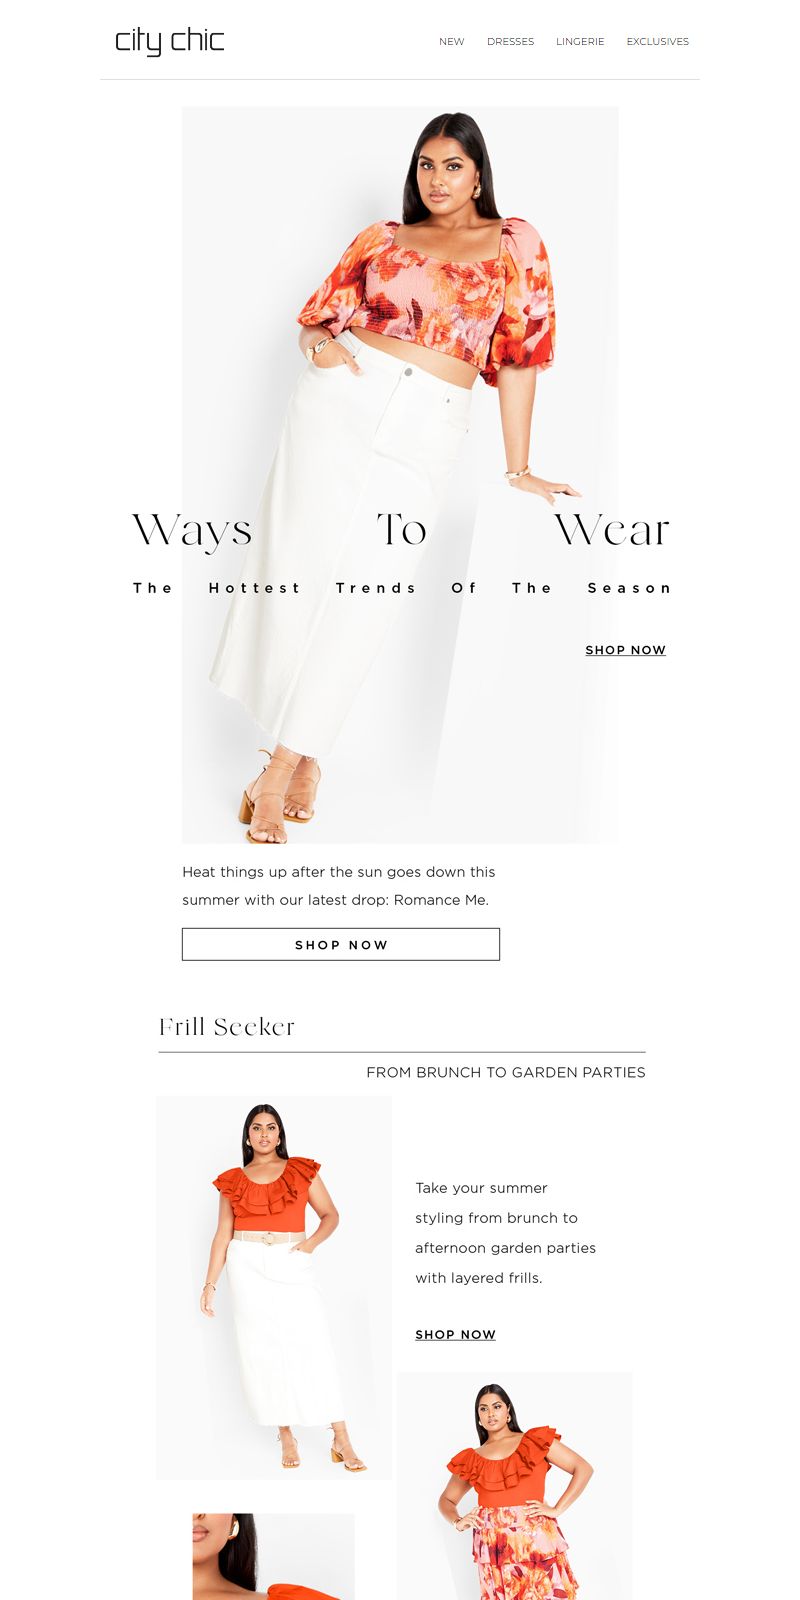 city chic
NEW DRESSES LINGERIE EXCLUSIVES
Ways To Wear
The Hottest Trends Of The Season
SHOP NOW
Heat things up after the sun goes down this
summer with our latest drop: Romance Me.
SHOP NOW
Frill Seeker
FROM BRUNCH TO GARDEN PARTIES
Take your summer
styling from brunch to
afternoon garden parties
with layered frills.
SHOP NOW